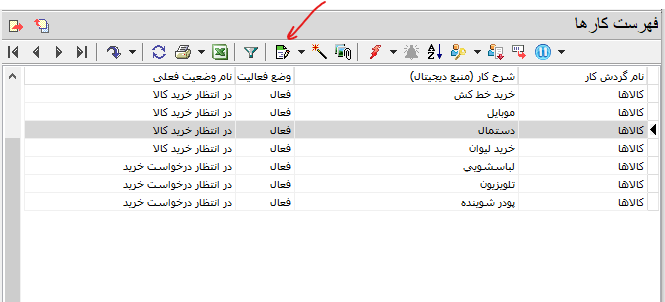 فهرست کارها
نام گردش کار شرح کار (منبع دیجیتال) وضع فعالیت نام وضعیت فعلی
کالاها خرید خط کش فعال در انتظار خرید کالا
کالاها موبایل فعال در انتظار خرید کالا
کالاها دستمال فعال در انتظار خرید کالا
کالاها خرید لیوان فعال در انتظار خرید کالا
کالاها لباسشویی فعال در انتظار درخواست خرید
کالاها تلویزیون فعال در انتظار درخواست خرید
کالاها پودر شوینده فعال در انتظار درخواست خرید